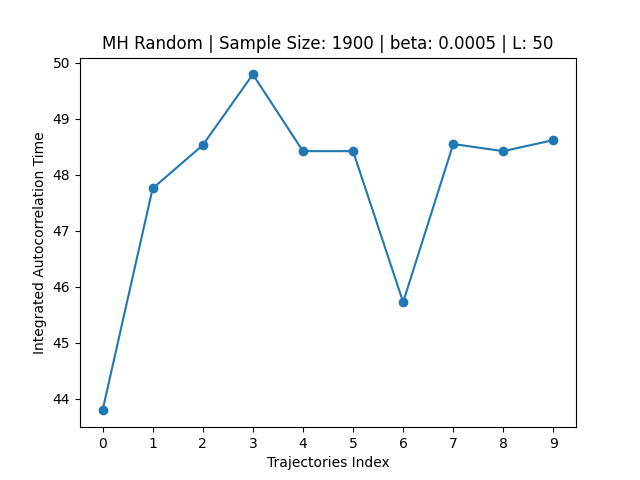 MH Random | Sample Size: 1900 | beta: 0.0005 | L: 50
50
49
48
47
46
45
44
Integrated Autocorrelation Time
0 1 2 3 4 5 6 7 8 9
Trajectories Index